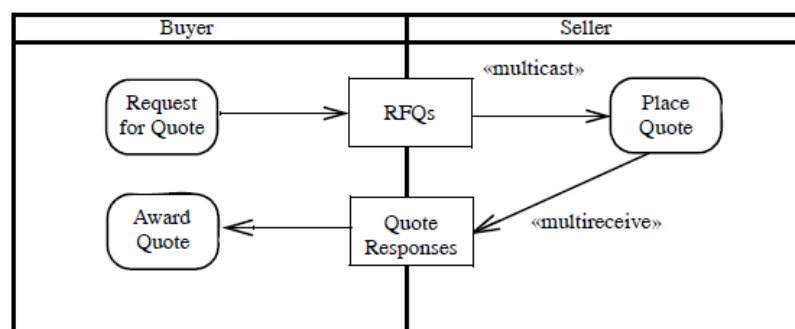 Buyer
Seller
«multicast»
Request
for Quote
RFQs
Place
Quote
Award
Quote
Quote
Responses
«multireceive»